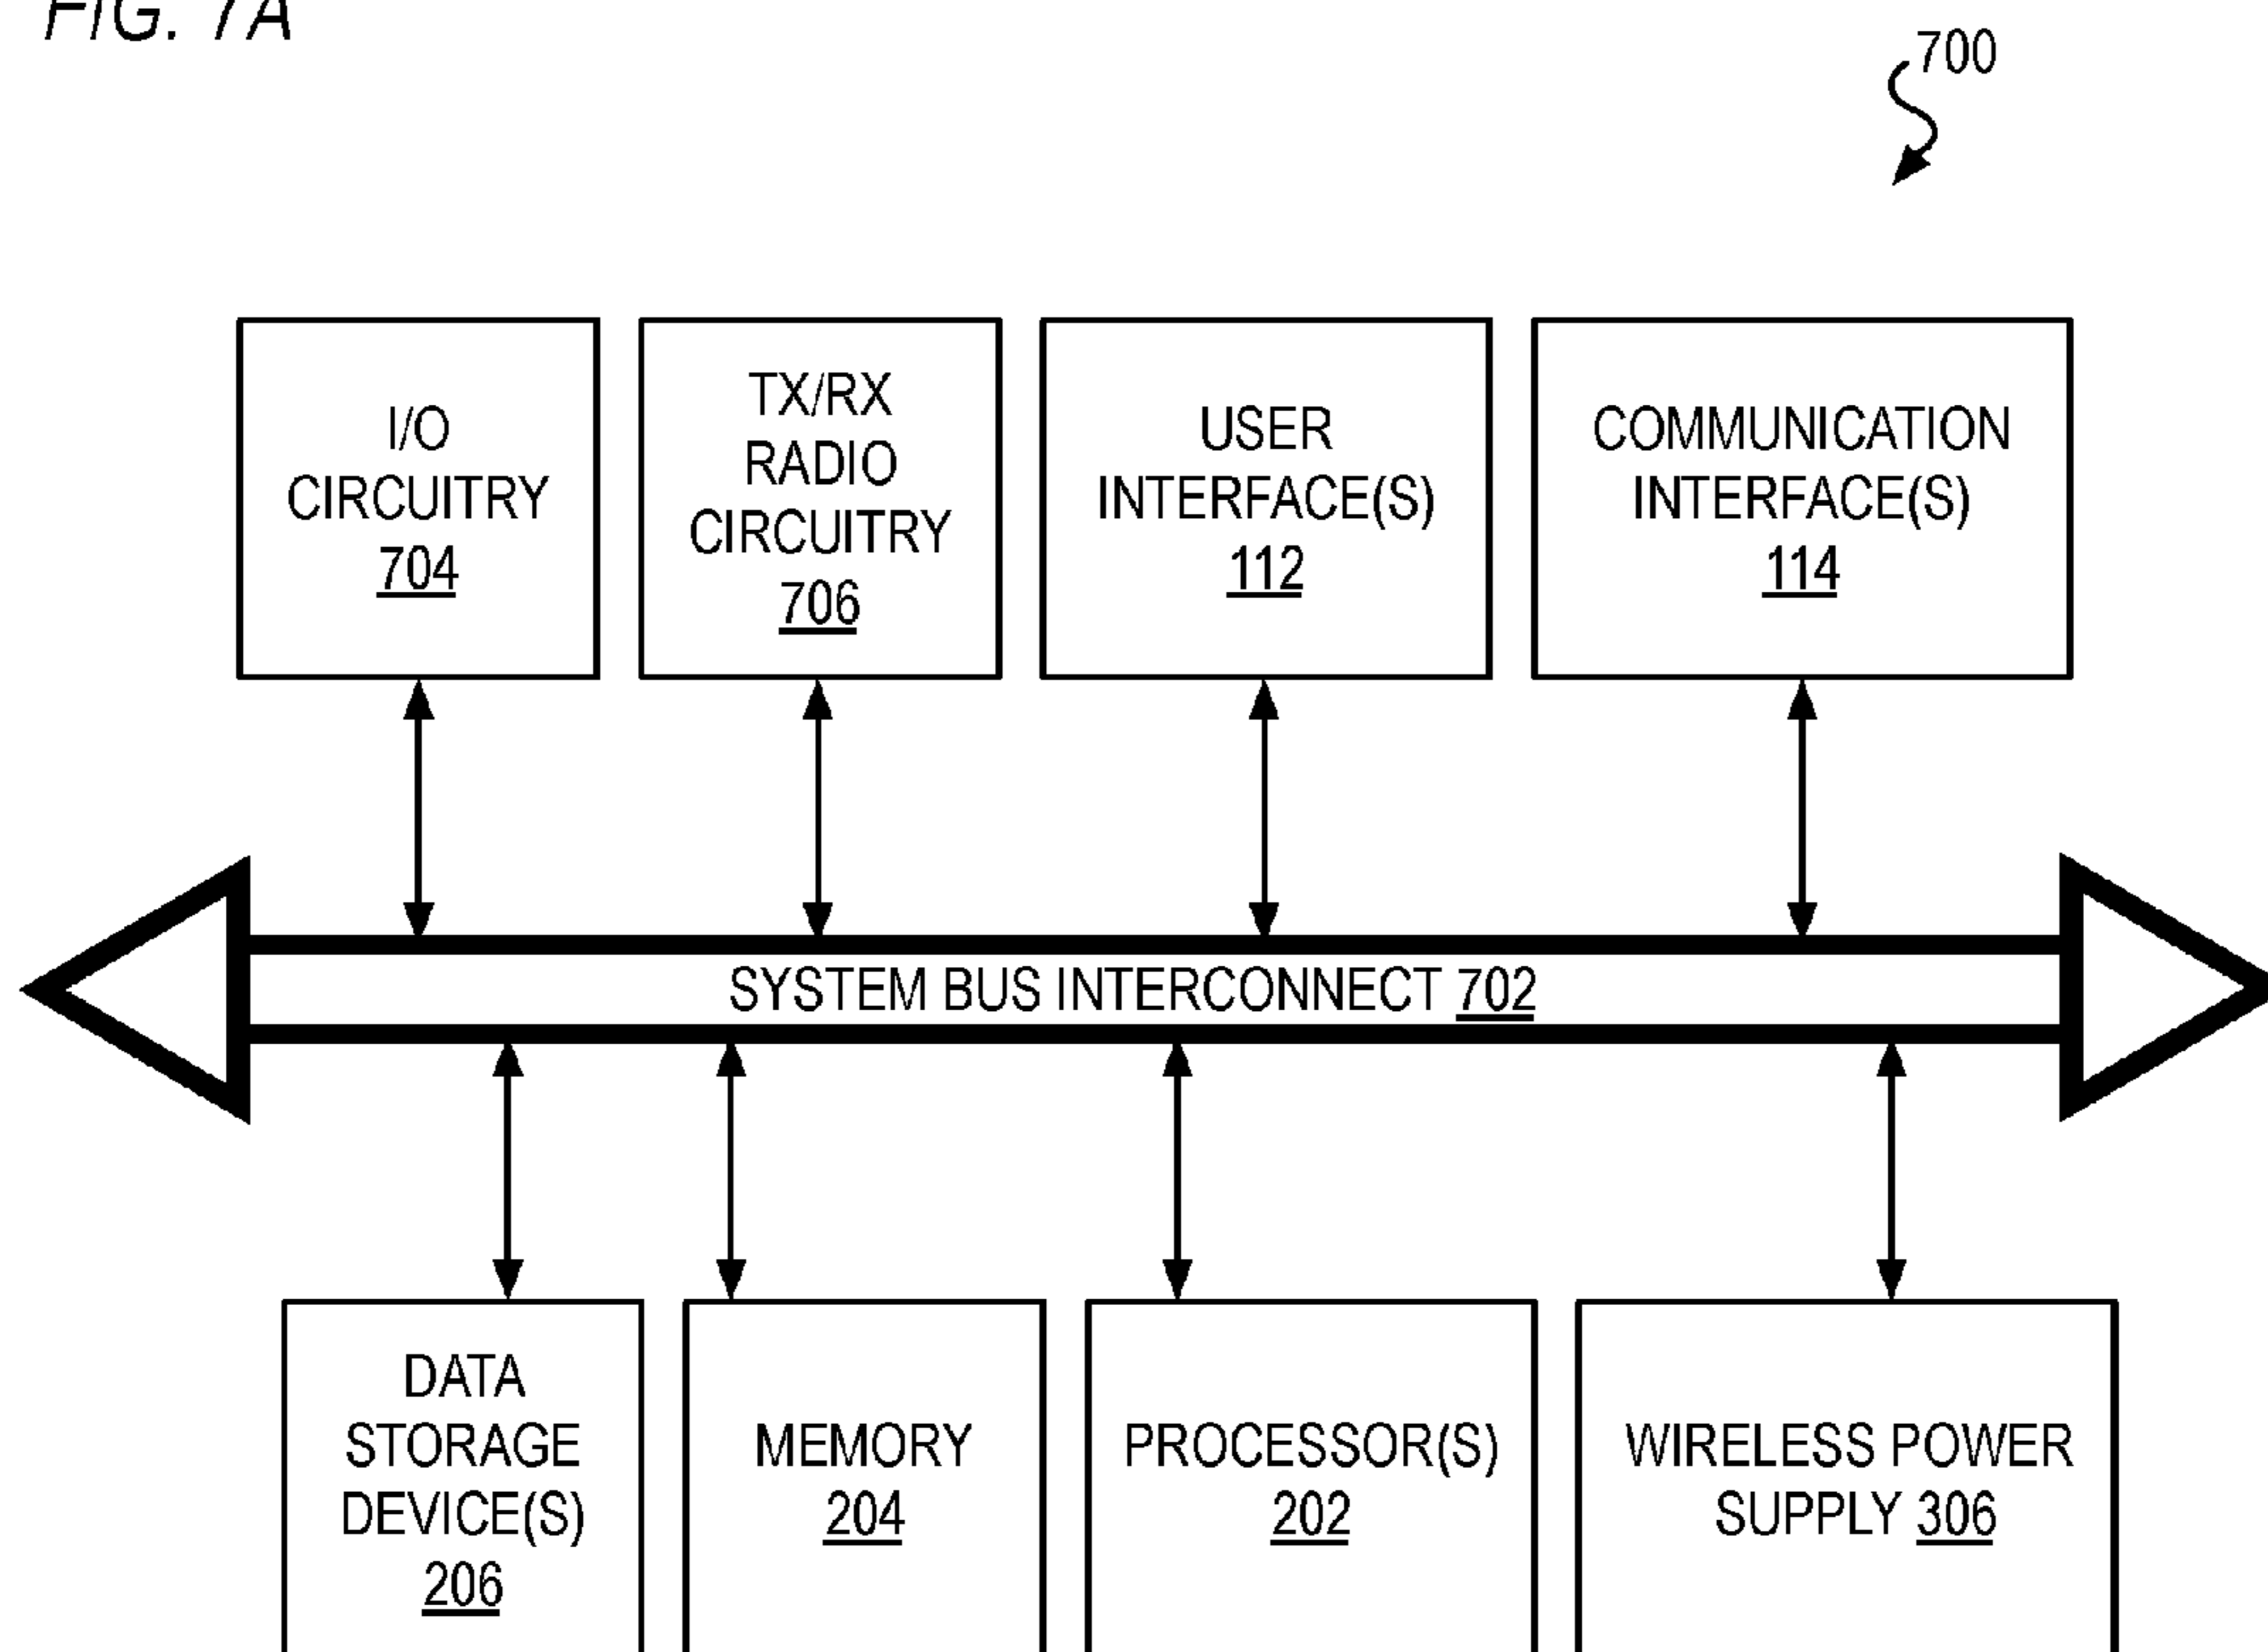 FIG. 7A
700
I/O
CIRCUITRY
704
TX/RX
RADIO
CIRCUITRY
706
USER
INTERFACE(S)
112
COMMUNICATION
INTERFACE(S)
114
SYSTEM BUS INTERCONNECT 702
DATA
STORAGE
DEVICE(S)
206
MEMORY
204
PROCESSOR(S)
202
WIRELESS POWER
SUPPLY 306